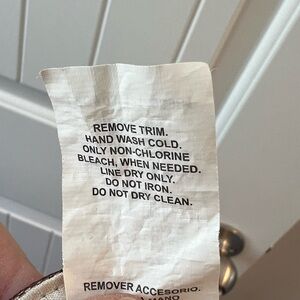 REMOVE TRIM.
HAND WASH COLD.
ONLY NON-CHLORINE
BLEACH, WHEN NEEDED.
LINE DRY ONLY.
DO NOT IRON.
DO NOT DRY CLEAN.
REMOVER ACCESORIO.
MANO